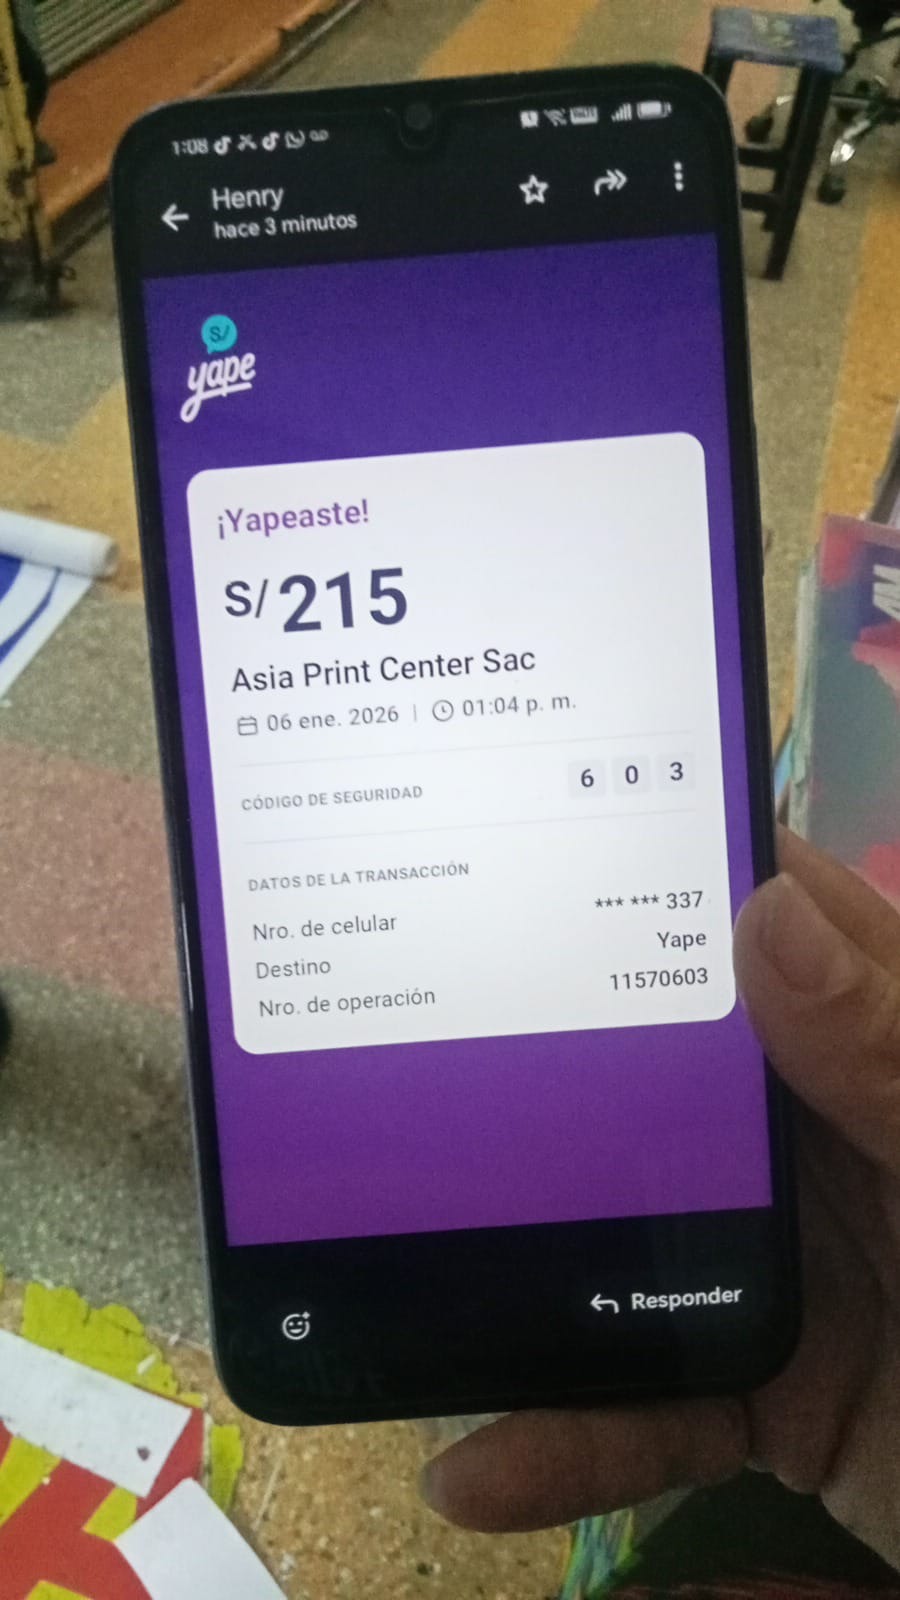 1:08
Henry
hace 3 minutos
S/
yape
¡Yapeaste!
S/ 215
Asia Print Center Sac
06 ene. 2026 | 01:04 p. m.
CÓDIGO DE SEGURIDAD 6 0 3
DATOS DE LA TRANSACCIÓN
Nro. de celular *** *** 337
Destino Yape
Nro. de operación 11570603
Responder